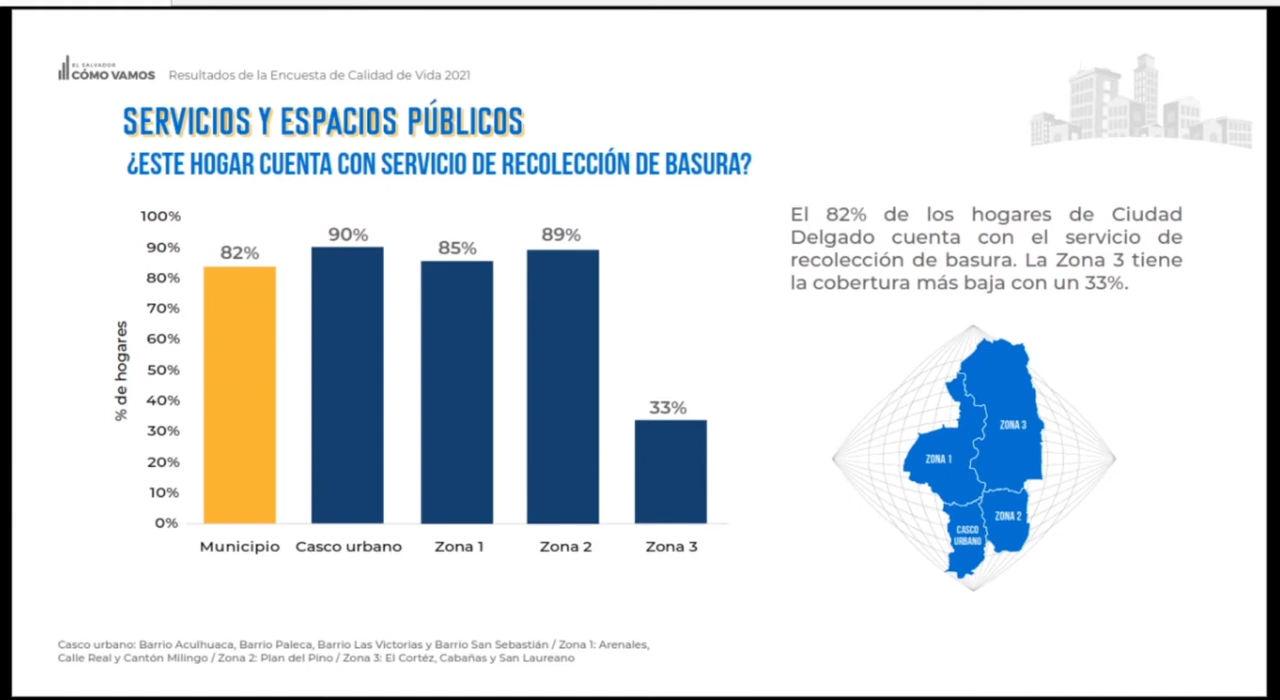 EL SALVADOR
CÓMO VAMOS
Resultados de la Encuesta de Calidad de Vida 2021
SERVICIOS Y ESPACIOS PÚBLICOS
¿ESTE HOGAR CUENTA CON SERVICIO DE RECOLECCIÓN DE BASURA?
% de hogares
100%
90%
80%
70%
60%
50%
40%
30%
20%
10%
0%
82%
90%
85%
89%
33%
Municipio
Casco urbano
Zona 1
Zona 2
Zona 3
El 82% de los hogares de Ciudad
Delgado cuenta con el servicio de
recolección de basura. La Zona 3 tiene
la cobertura más baja con un 33%.
ZONA 3
ZONA 1
ZONA 2
CASCO
URBANO
Casco urbano: Barrio Aculhuaca, Barrio Paleca, Barrio Las Victorias y Barrio San Sebastián / Zona 1: Arenales,
Calle Real y Cantón Milingo / Zona 2: Plan del Pino / Zona 3: El Cortéz, Cabañas y San Laureano